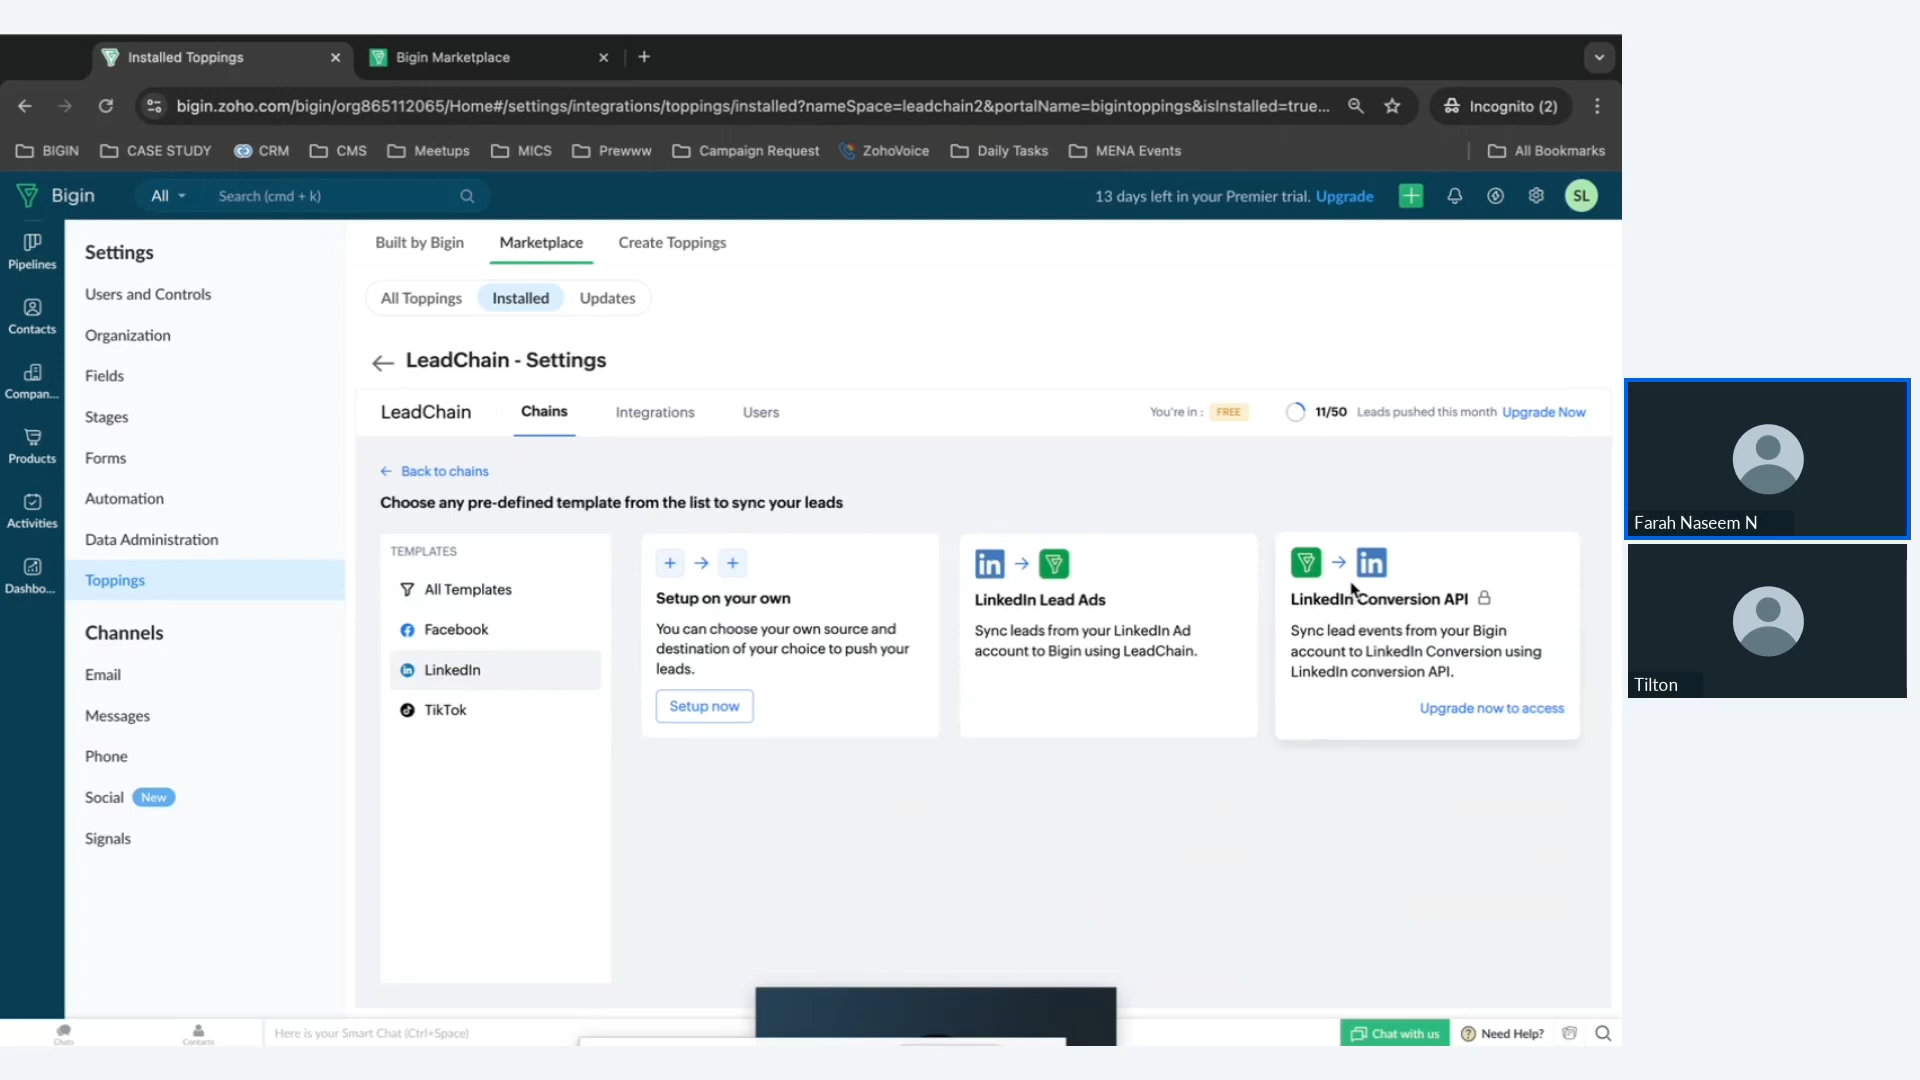 Installed Toppings
Bigin Marketplace
bigin.zoho.com/bigin/org865112065/Home#/settings/integrations/toppings/installed?nameSpace=leadchain2&portalName=bigintoppings&isInstalled=true...
Incognito (2)
BIGIN
CASE STUDY
CRM
CMS
Meetups
MICS
Prewww
Campaign Request
ZohoVoice
Daily Tasks
MENA Events
All Bookmarks
Bigin
All
Search (cmd + k)
13 days left in your Premier trial. Upgrade
SL
Pipelines
Contacts
Compan...
Products
Activities
Dashbo...
Settings
Users and Controls
Organization
Fields
Stages
Forms
Automation
Data Administration
Toppings
Channels
Email
Messages
Phone
Social New
Signals
Built by Bigin
Marketplace
Create Toppings
All Toppings
Installed
Updates
LeadChain - Settings
LeadChain
Chains
Integrations
Users
You're in : FREE
11/50 Leads pushed this month Upgrade Now
Back to chains
Choose any pre-defined template from the list to sync your leads
TEMPLATES
All Templates
Facebook
LinkedIn
TikTok
Setup on your own
You can choose your own source and
destination of your choice to push your
leads.
Setup now
LinkedIn Lead Ads
Sync leads from your LinkedIn Ad
account to Bigin using LeadChain.
LinkedIn Conversion API
Sync lead events from your Bigin
account to LinkedIn Conversion using
LinkedIn conversion API.
Upgrade now to access
Chats
Contacts
Here is your Smart Chat (Ctrl+Space)
Chat with us
Need Help?
Farah Naseem N
Tilton